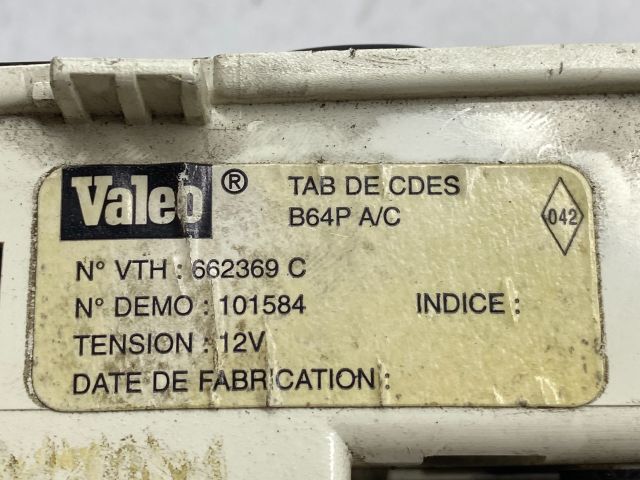 Valeo ® TAB DE CDES
B64P A/C
042
N° VTH : 662369 C
N° DEMO : 101584 INDICE :
TENSION : 12V
DATE DE FABRICATION :